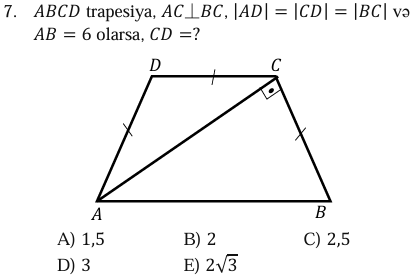 7. ABCD trapesiya, AC⊥BC, |AD| = |CD| = |BC| və
AB = 6 olarsa, CD =?
D C
A B
A) 1,5 B) 2 C) 2,5
D) 3 E) 2√3